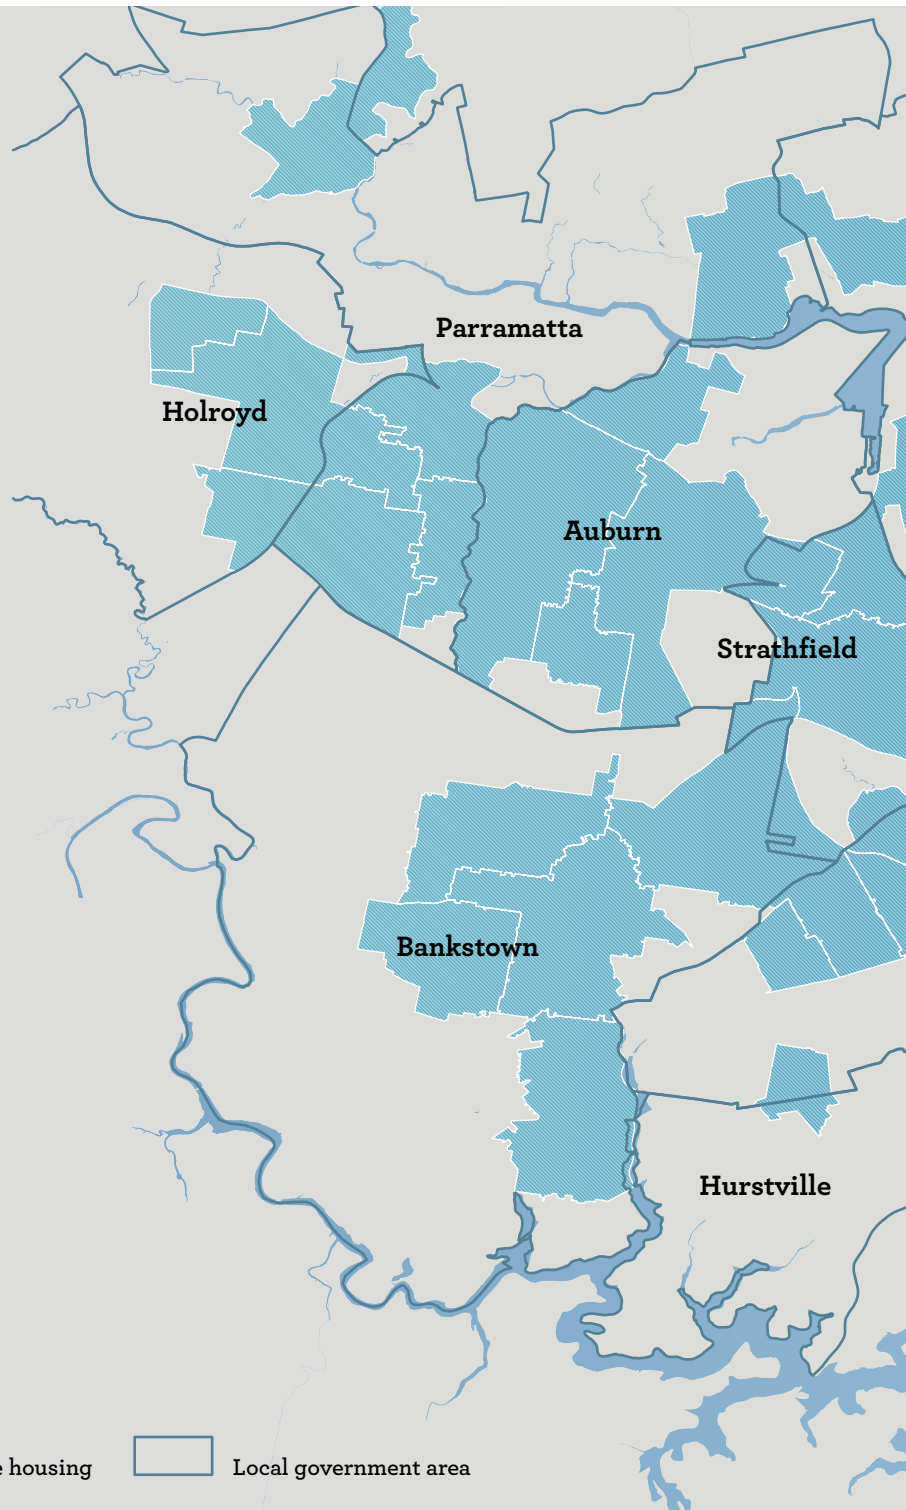 Parramatta
Holroyd
Auburn
Strathfield
Bankstown
Hurstville
housing
Local government area